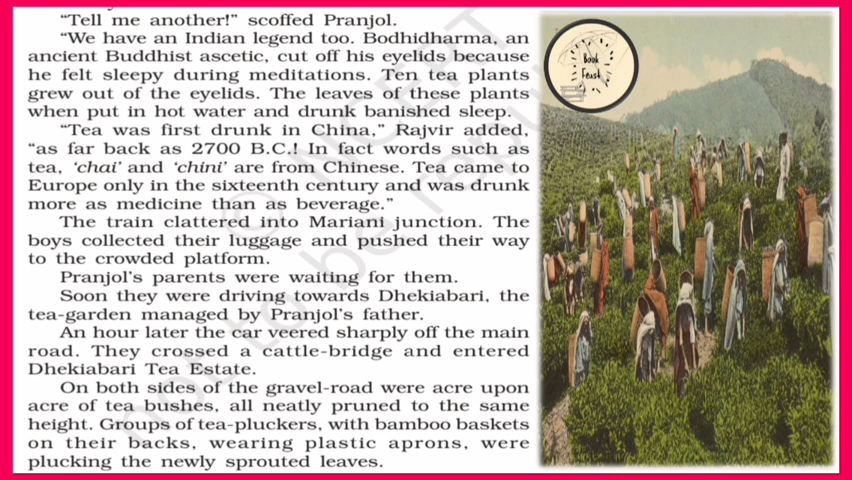 "Tell me another!" scoffed Pranjol.
"We have an Indian legend too. Bodhidharma, an
ancient Buddhist ascetic, cut off his eyelids because
he felt sleepy during meditations. Ten tea plants
grew out of the eyelids. The leaves of these plants
when put in hot water and drunk banished sleep.
"Tea was first drunk in China," Rajvir added,
"as far back as 2700 B.C.! In fact words such as
tea, 'chai' and 'chini' are from Chinese. Tea came to
Europe only in the sixteenth century and was drunk
more as medicine than as beverage."
The train clattered into Mariani junction. The
boys collected their luggage and pushed their way
to the crowded platform.
Pranjol's parents were waiting for them.
Soon they were driving towards Dhekiabari, the
tea-garden managed by Pranjol's father.
An hour later the car veered sharply off the main
road. They crossed a cattle-bridge and entered
Dhekiabari Tea Estate.
On both sides of the gravel-road were acre upon
acre of tea bushes, all neatly pruned to the same
height. Groups of tea-pluckers, with bamboo baskets
on their backs, wearing plastic aprons, were
plucking the newly sprouted leaves.
Book
Feast